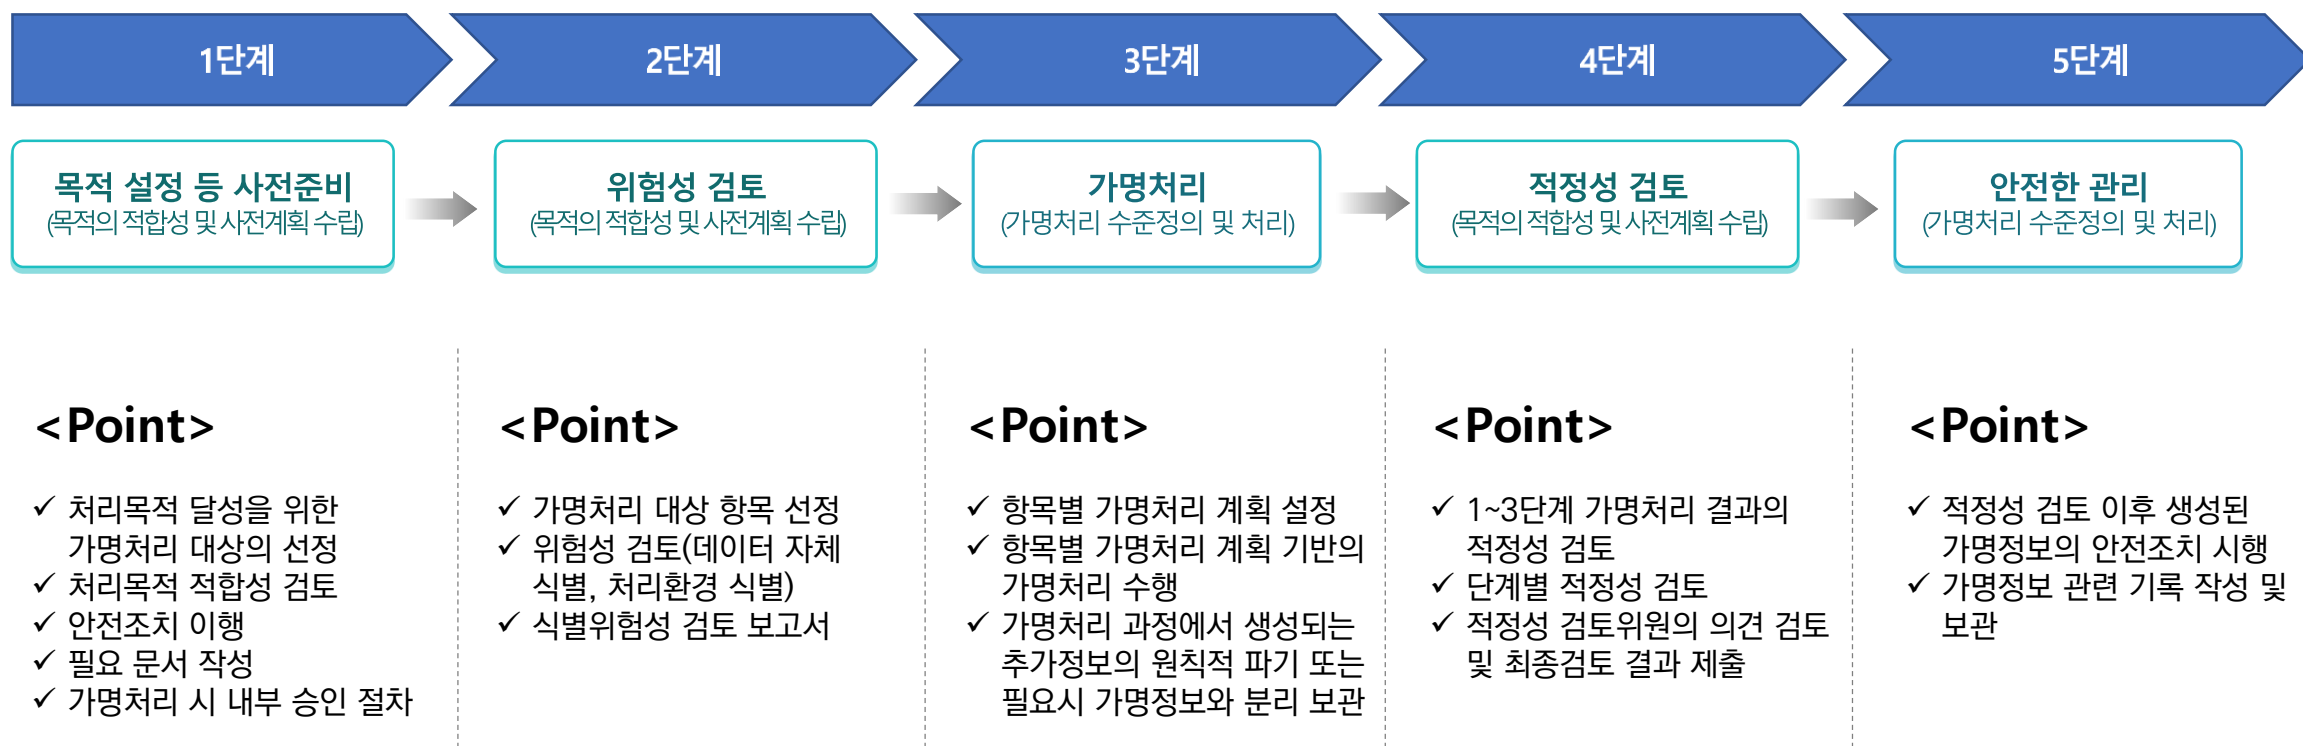 1단계
2단계
3단계
4단계
5단계
목적 설정 등 사전준비
(목적의 적합성 및 사전계획 수립)
위험성 검토
(목적의 적합성 및 사전계획 수립)
가명처리
(가명처리 수준정의 및 처리)
적정성 검토
(목적의 적합성 및 사전계획 수립)
안전한 관리
(가명처리 수준정의 및 처리)
<Point>
✓ 처리목적 달성을 위한
가명처리 대상의 선정
✓ 처리목적 적합성 검토
✓ 안전조치 이행
✓ 필요 문서 작성
✓ 가명처리 시 내부 승인 절차
<Point>
✓ 가명처리 대상 항목 선정
✓ 위험성 검토(데이터 자체
식별, 처리환경 식별)
✓ 식별위험성 검토 보고서
<Point>
✓ 항목별 가명처리 계획 설정
✓ 항목별 가명처리 계획 기반의
가명처리 수행
✓ 가명처리 과정에서 생성되는
추가정보의 원칙적 파기 또는
필요시 가명정보와 분리 보관
<Point>
✓ 1~3단계 가명처리 결과의
적정성 검토
✓ 단계별 적정성 검토
✓ 적정성 검토위원의 의견 검토
및 최종검토 결과 제출
<Point>
✓ 적정성 검토 이후 생성된
가명정보의 안전조치 시행
✓ 가명정보 관련 기록 작성 및
보관